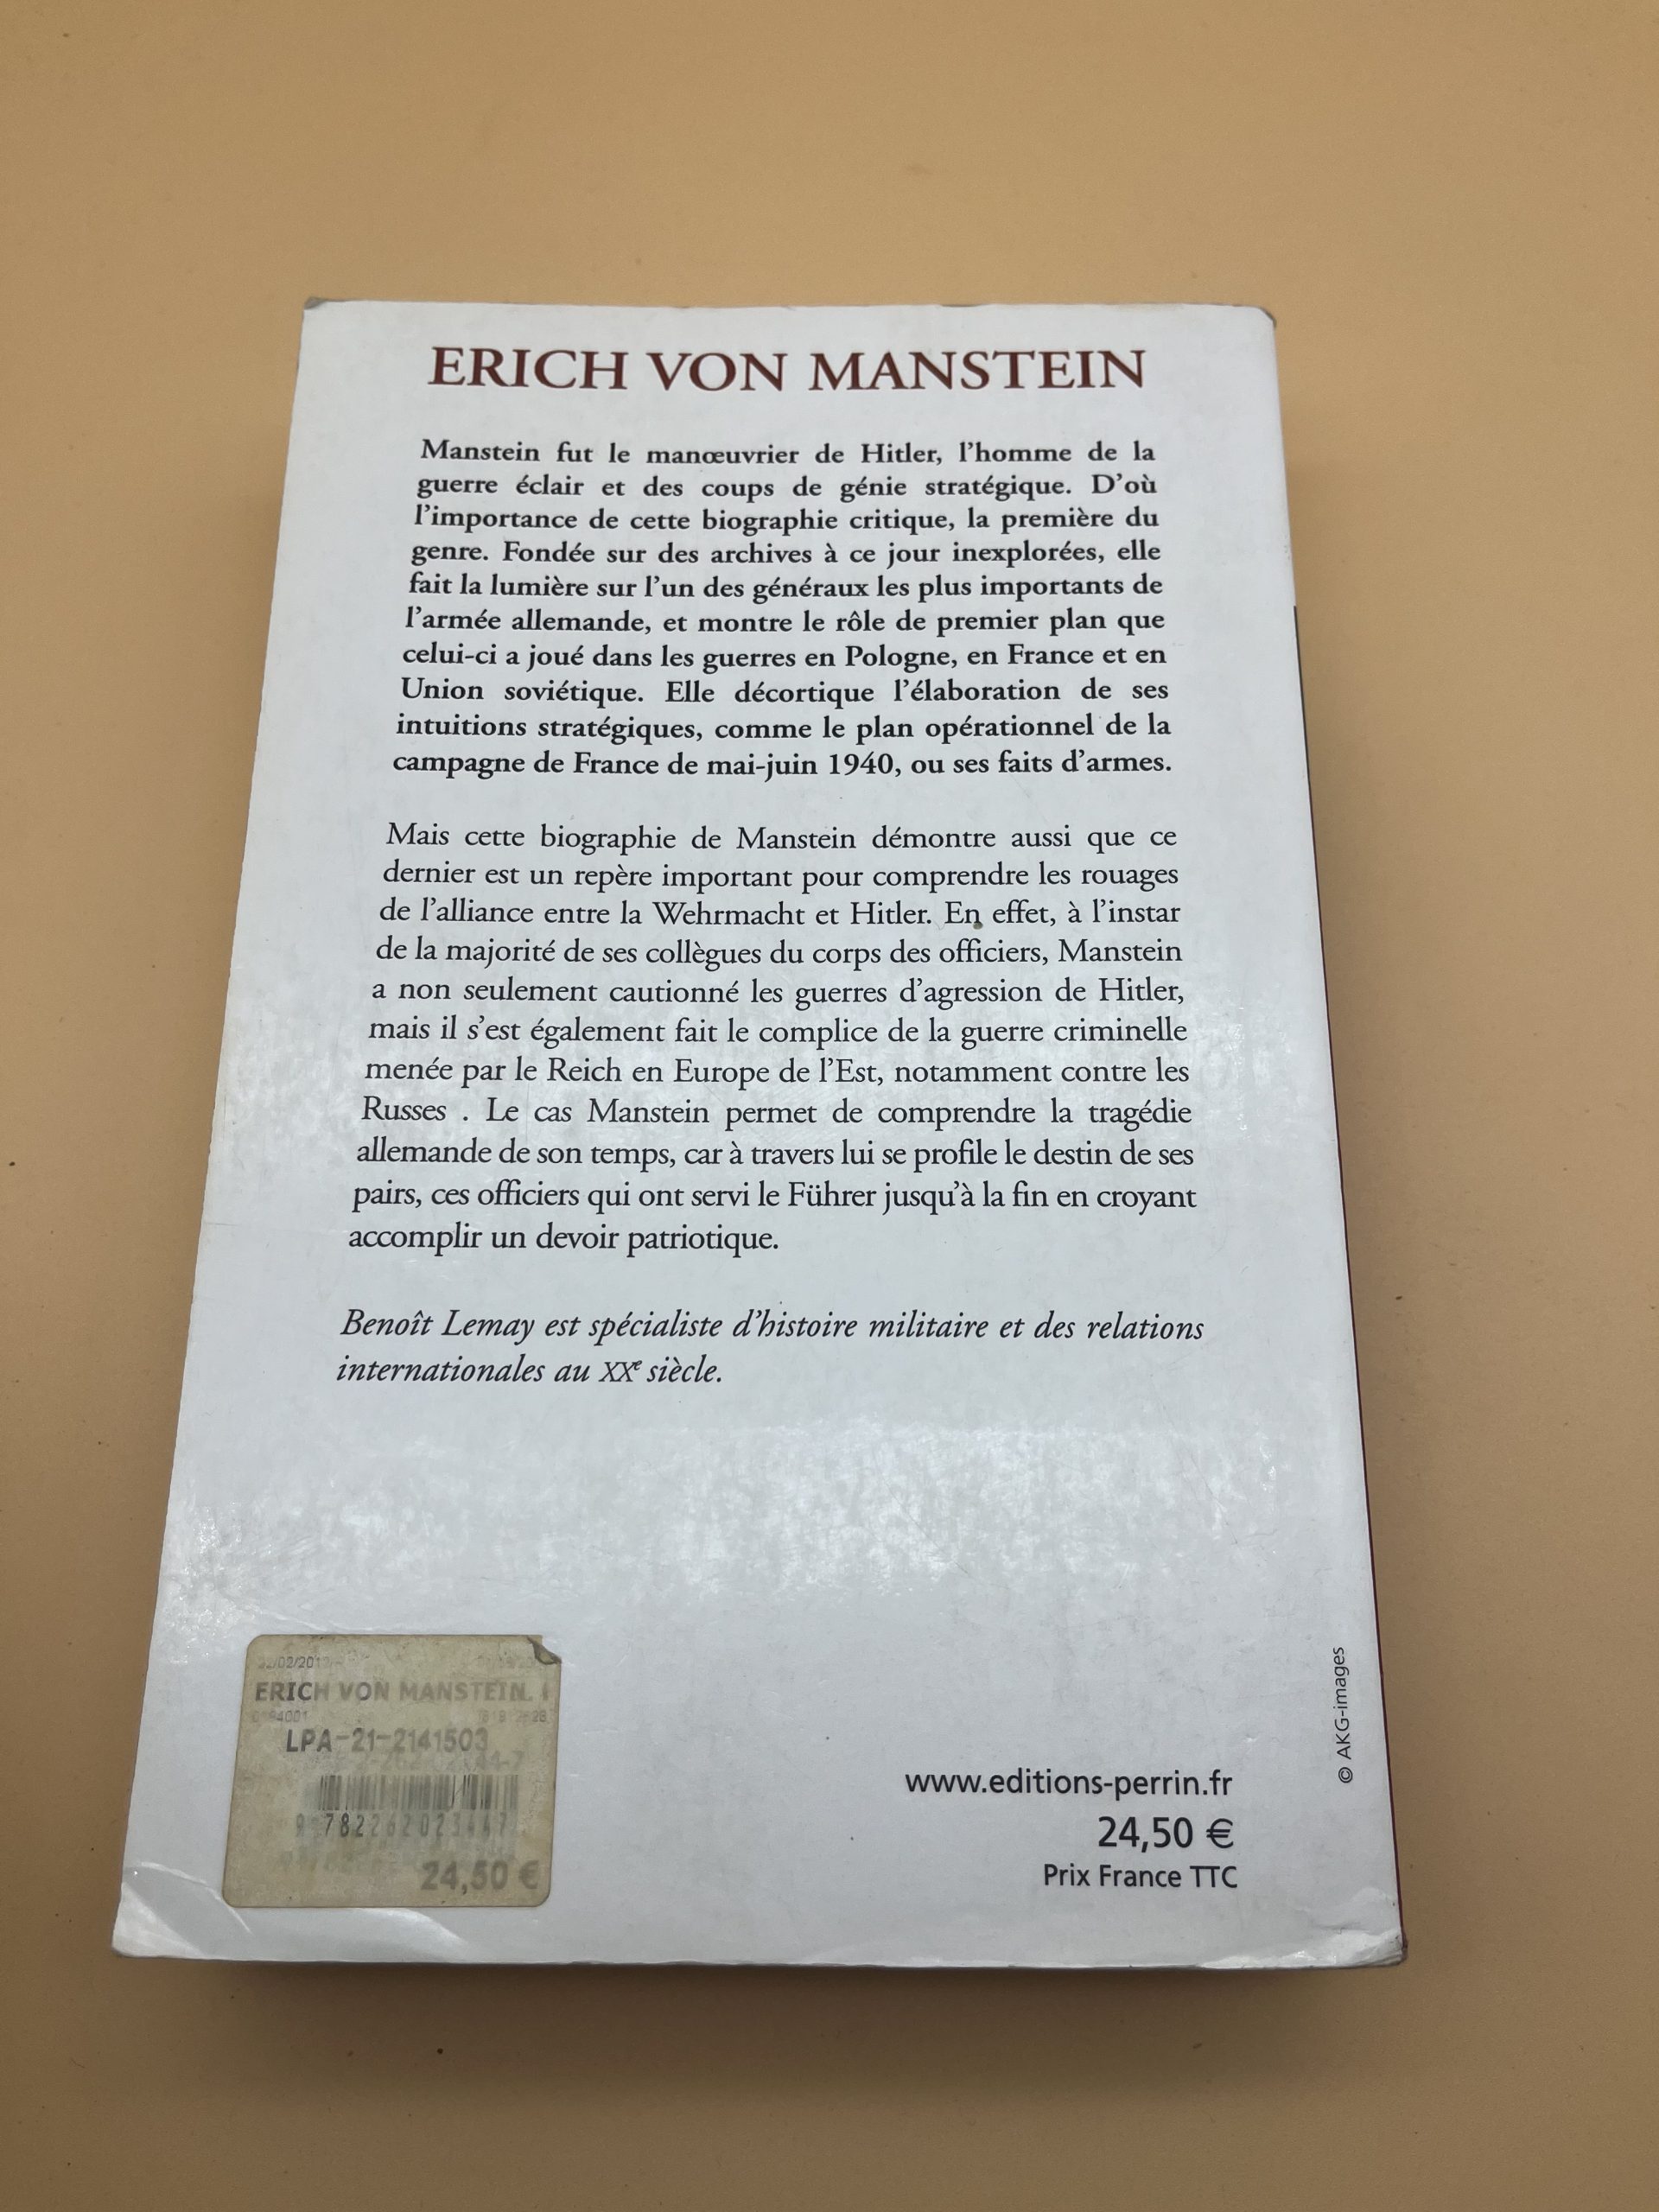 ERICH VON MANSTEIN
Manstein fut le manœuvrier de Hitler, l'homme de la
guerre éclair et des coups de génie stratégique. D'où
l'importance de cette biographie critique, la première du
genre. Fondée sur des archives à ce jour inexplorées, elle
fait la lumière sur l'un des généraux les plus importants de
l'armée allemande, et montre le rôle de premier plan que
celui-ci a joué dans les guerres en Pologne, en France et en
Union soviétique. Elle décortique l'élaboration de ses
intuitions stratégiques, comme le plan opérationnel de la
campagne de France de mai-juin 1940, ou ses faits d'armes.
Mais cette biographie de Manstein démontre aussi que ce
dernier est un repère important pour comprendre les rouages
de l'alliance entre la Wehrmacht et Hitler. En effet, à l'instar
de la majorité de ses collègues du corps des officiers, Manstein
a non seulement cautionné les guerres d'agression de Hitler,
mais il s'est également fait le complice de la guerre criminelle
menée par le Reich en Europe de l'Est, notamment contre les
Russes . Le cas Manstein permet de comprendre la tragédie
allemande de son temps, car à travers lui se profile le destin de ses
pairs, ces officiers qui ont servi le Führer jusqu'à la fin en croyant
accomplir un devoir patriotique.
Benoît Lemay est spécialiste d'histoire militaire et des relations
internationales au XXe siècle.
ERICH VON MANSTEIN.
LPA-21-2141503
9 782262 023447
24,50 €
www.editions-perrin.fr
24,50 €
Prix France TTC
© AKG-images